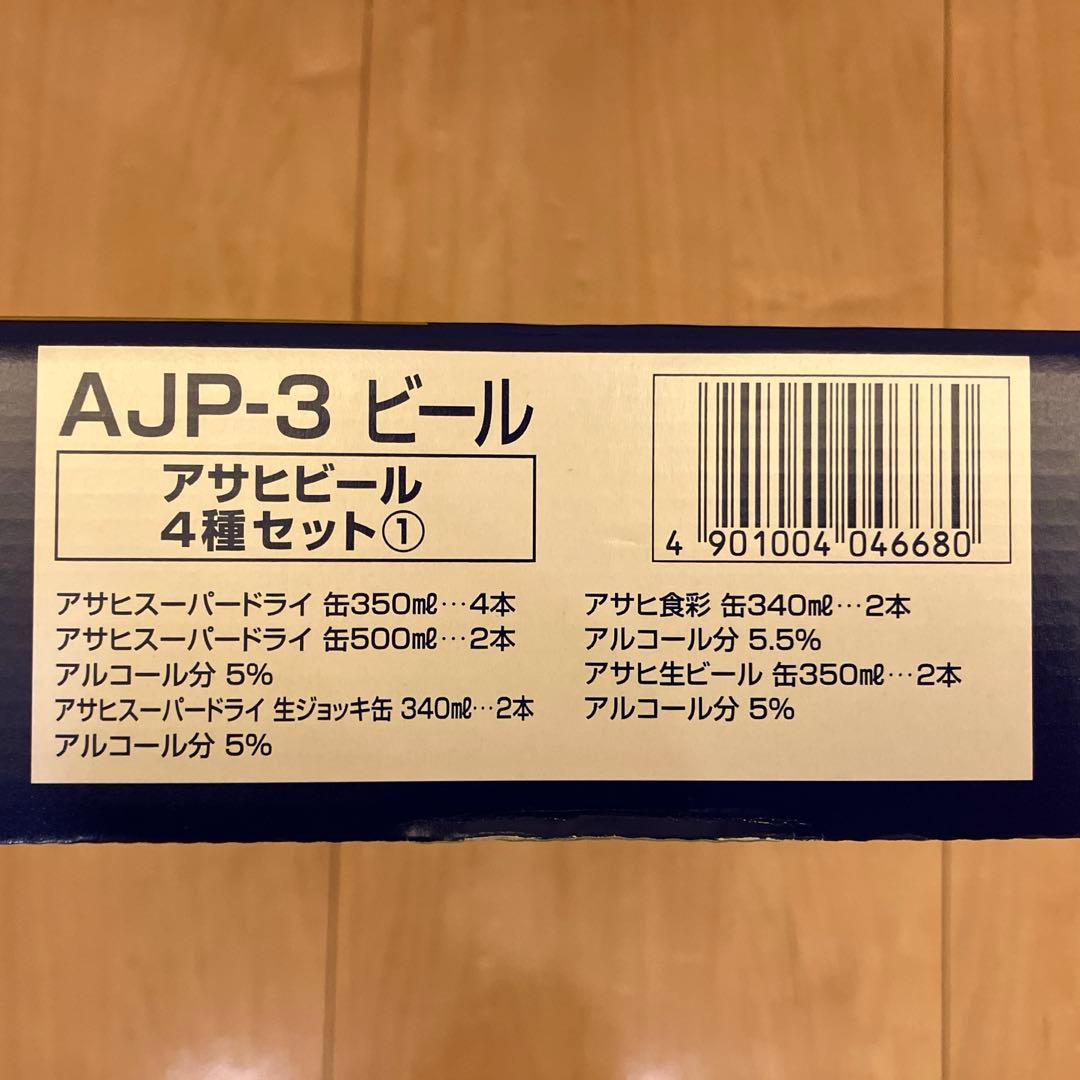 AJP-3 ビール
アサヒビール
4種セット①
4 901004 046680
アサヒスーパードライ 缶350㎖…4本
アサヒスーパードライ 缶500㎖…2本
アルコール分 5%
アサヒスーパードライ 生ジョッキ缶 340㎖…2本
アルコール分 5%
アサヒ食彩 缶340㎖…2本
アルコール分 5.5%
アサヒ生ビール 缶350㎖…2本
アルコール分 5%